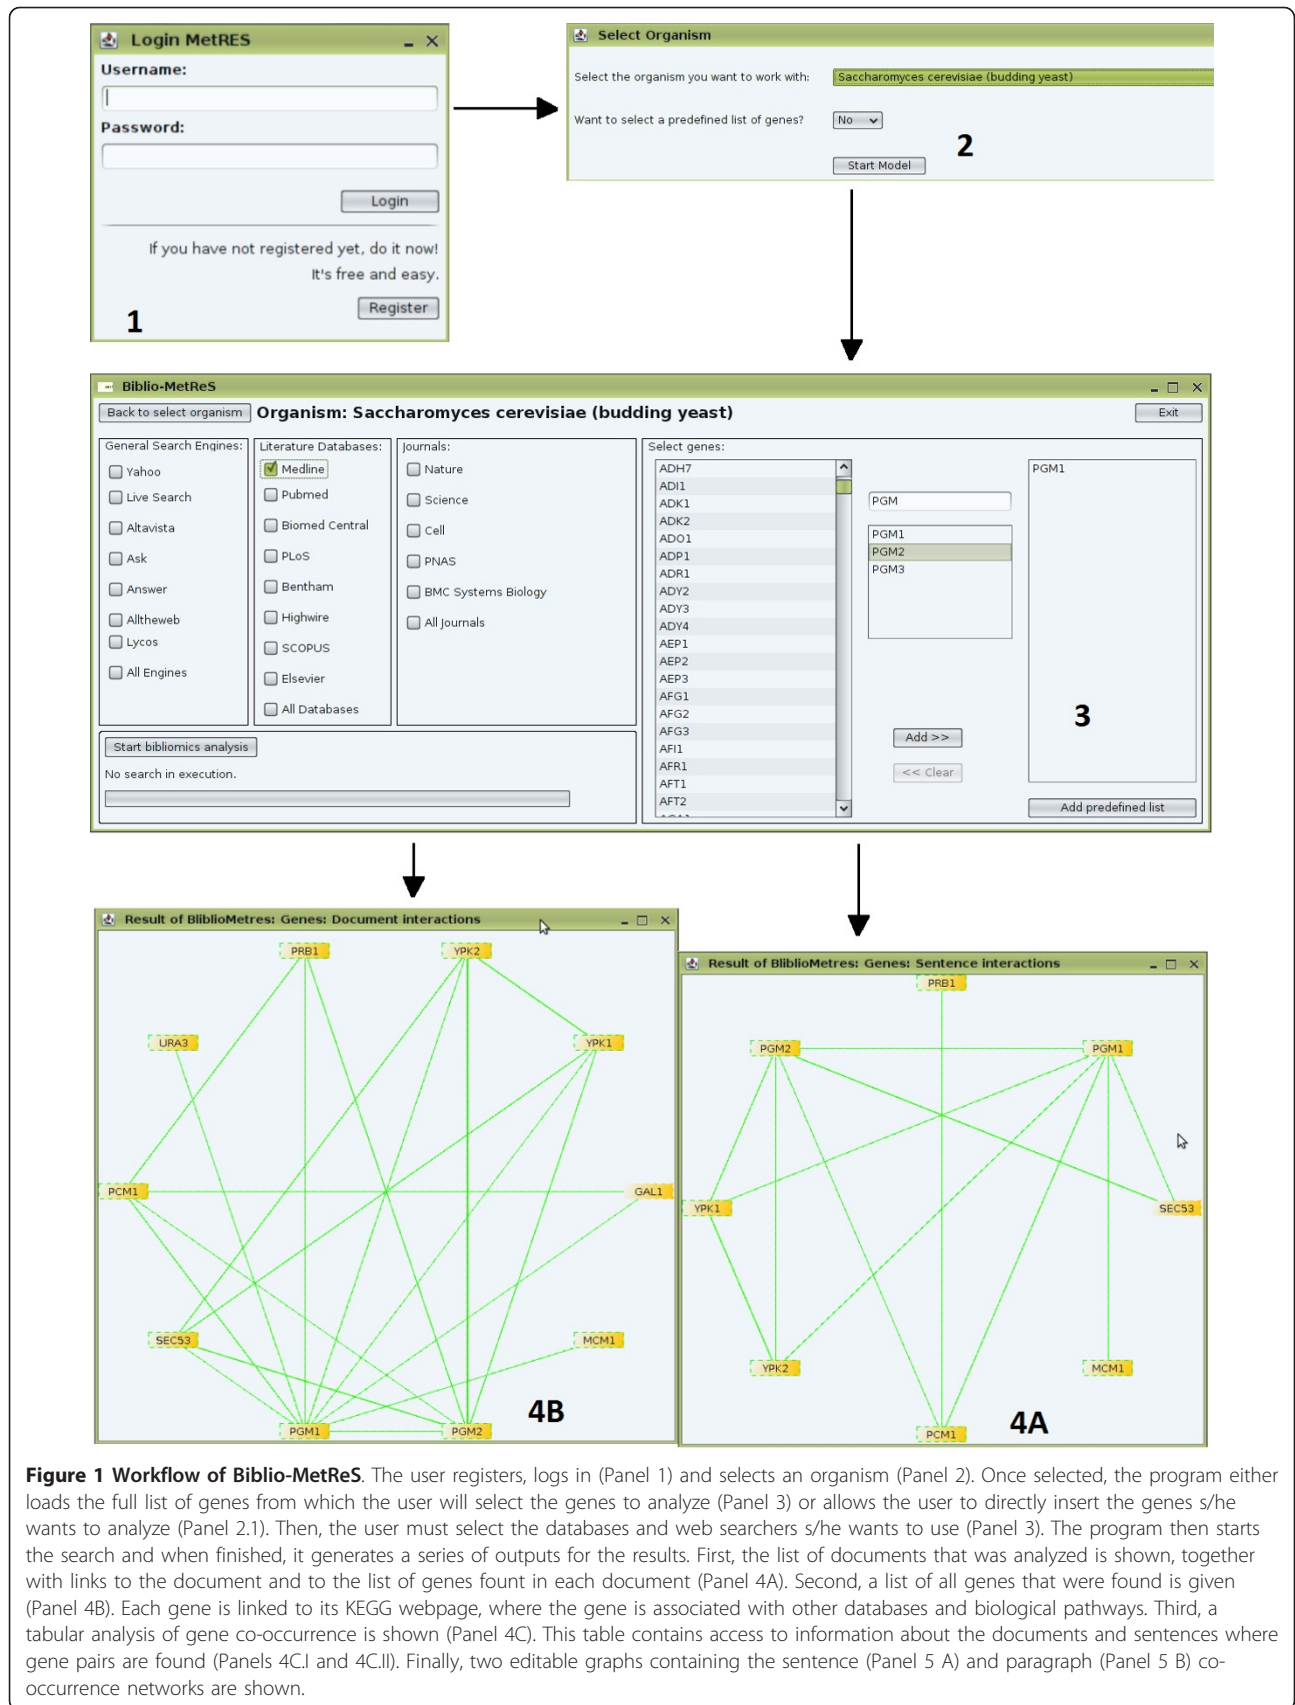 Login MetRES
Username:
Password:
Login
If you have not registered yet, do it now!
It's free and easy.
Register
1
Select Organism
Select the organism you want to work with:
Saccharomyces cerevisiae (budding yeast)
Want to select a predefined list of genes?
No
2
Start Model
Biblio-MetReS
Back to select organism
Organism: Saccharomyces cerevisiae (budding yeast)
Exit
General Search Engines:
Yahoo
Live Search
Altavista
Ask
Answer
Alltheweb
Lycos
All Engines
Literature Databases:
Medline
Pubmed
Biomed Central
PLoS
Bentham
Highwire
SCOPUS
Elsevier
All Databases
Journals:
Nature
Science
Cell
PNAS
BMC Systems Biology
All Journals
Start bibliomics analysis
No search in execution.
Select genes:
ADH7
ADI1
ADK1
ADK2
ADO1
ADP1
ADR1
ADY2
ADY3
ADY4
AEP1
AEP2
AEP3
AFG1
AFG2
AFG3
AFI1
AFR1
AFT1
AFT2
PGM
PGM1
PGM2
PGM3
Add >>
<< Clear
PGM1
3
Add predefined list
Result of BliblioMetres: Genes: Document interactions
PRB1
YPK2
URA3
YPK1
PCM1
GAL1
SEC53
MCM1
PGM1
PGM2
4B
Result of BliblioMetres: Genes: Sentence interactions
PRB1
PGM2
PGM1
YPK1
SEC53
YPK2
MCM1
PCM1
4A
Figure 1 Workflow of Biblio-MetReS. The user registers, logs in (Panel 1) and selects an organism (Panel 2). Once selected, the program either
loads the full list of genes from which the user will select the genes to analyze (Panel 3) or allows the user to directly insert the genes s/he
wants to analyze (Panel 2.1). Then, the user must select the databases and web searchers s/he wants to use (Panel 3). The program then starts
the search and when finished, it generates a series of outputs for the results. First, the list of documents that was analyzed is shown, together
with links to the document and to the list of genes fount in each document (Panel 4A). Second, a list of all genes that were found is given
(Panel 4B). Each gene is linked to its KEGG webpage, where the gene is associated with other databases and biological pathways. Third, a
tabular analysis of gene co-occurrence is shown (Panel 4C). This table contains access to information about the documents and sentences where
gene pairs are found (Panels 4C.I and 4C.II). Finally, two editable graphs containing the sentence (Panel 5 A) and paragraph (Panel 5 B) co-
occurrence networks are shown.